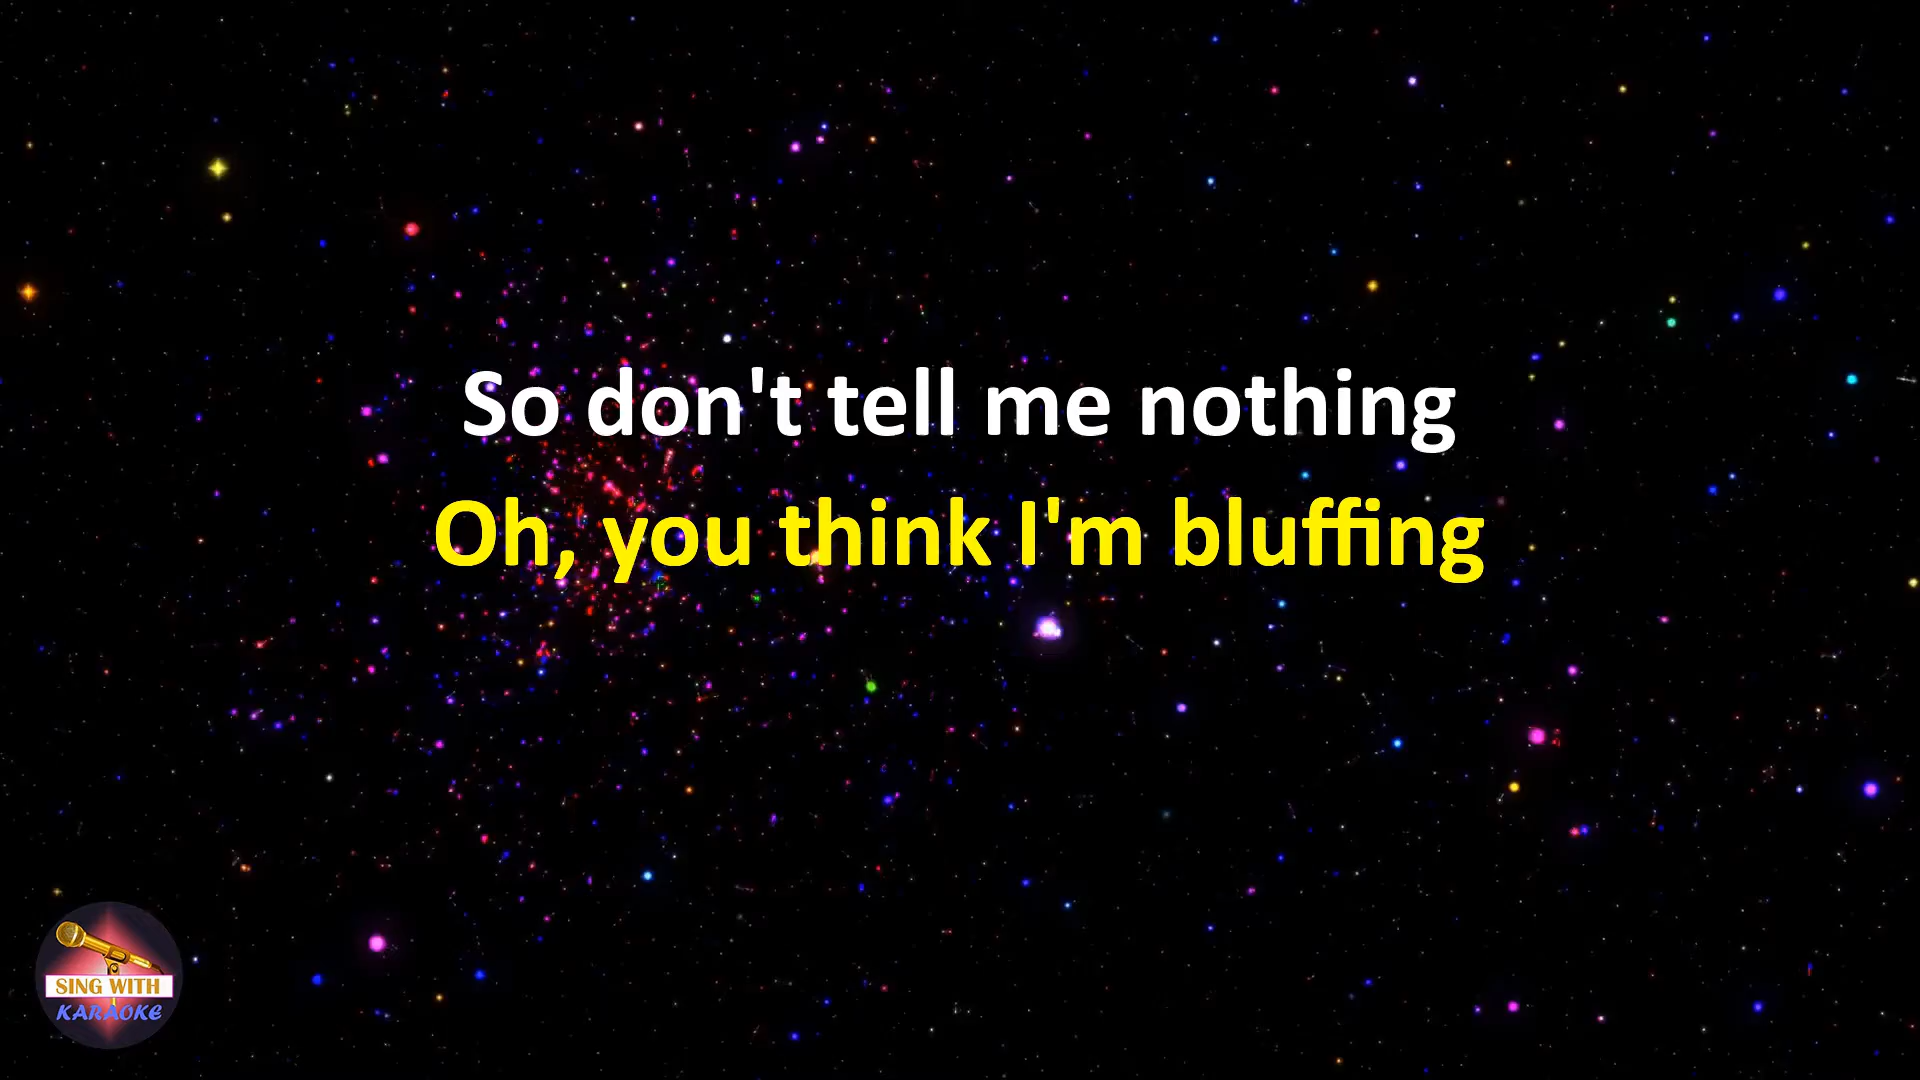 So don't tell me nothing
Oh, you think I'm bluffing
SING WITH
KARAOKE